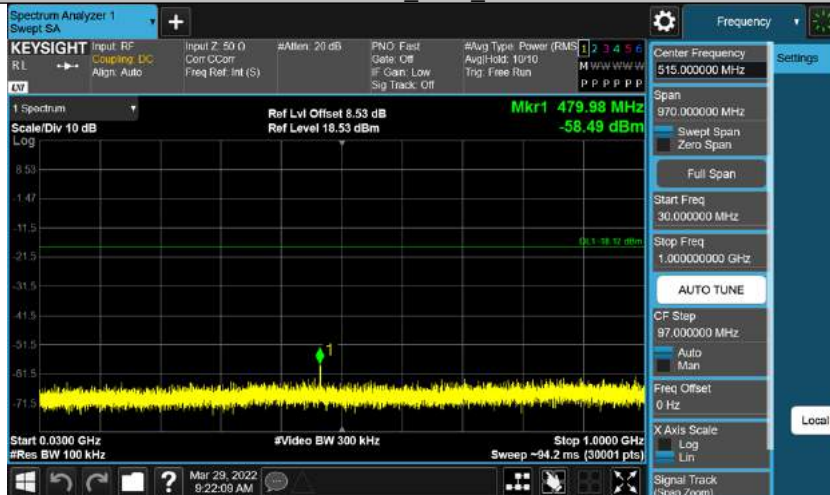 Spectrum Analyzer 1
Swept SA
Frequency
KEYSIGHT
RL
Input: RF
Coupling: DC
Align: Auto
Input Z: 50 Ω
Corr CCorr
Freq Ref: Int (S)
#Atten: 20 dB
PNO: Fast
Gate: Off
IF Gain: Low
Sig Track: Off
#Avg Type: Power (RMS
Avg|Hold: 10/10
Trig: Free Run
1 2 3 4 5 6
M W W W W W
P P P P P P
Center Frequency
515.000000 MHz
Settings
1 Spectrum
Scale/Div 10 dB
Log
Ref Lvl Offset 8.53 dB
Ref Level 18.53 dBm
Mkr1 479.98 MHz
-58.49 dBm
Span
970.000000 MHz
Swept Span
Zero Span
Full Span
Start Freq
30.000000 MHz
Stop Freq
1.000000000 GHz
AUTO TUNE
CF Step
97.000000 MHz
Auto
Man
Freq Offset
0 Hz
X Axis Scale
Log
Lin
Local
Signal Track
(Span Zoom)
8.53
-1.47
-11.5
DL1 -18.12 dBm
-21.5
-31.5
-41.5
-51.5
1
-61.5
-71.5
Start 0.0300 GHz
#Res BW 100 kHz
#Video BW 300 kHz
Stop 1.0000 GHz
Sweep ~94.2 ms (30001 pts)
?
Mar 29, 2022
9:22:09 AM